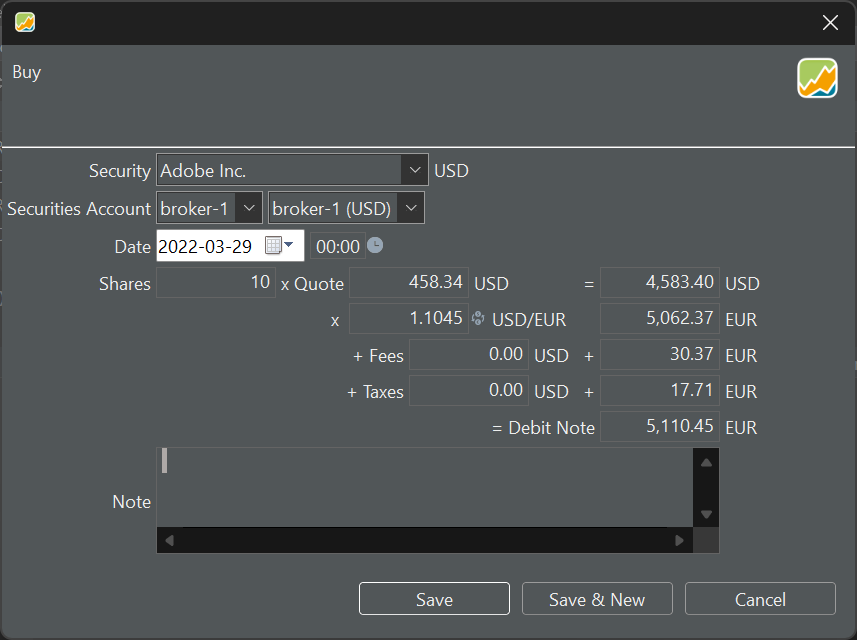 Buy
Security Adobe Inc. USD
Securities Account broker-1 broker-1 (USD)
Date 2022-03-29 00:00
Shares 10 x Quote 458.34 USD = 4,583.40 USD
x 1.1045 USD/EUR 5,062.37 EUR
+ Fees 0.00 USD + 30.37 EUR
+ Taxes 0.00 USD + 17.71 EUR
= Debit Note 5,110.45 EUR
Note
Save Save & New Cancel